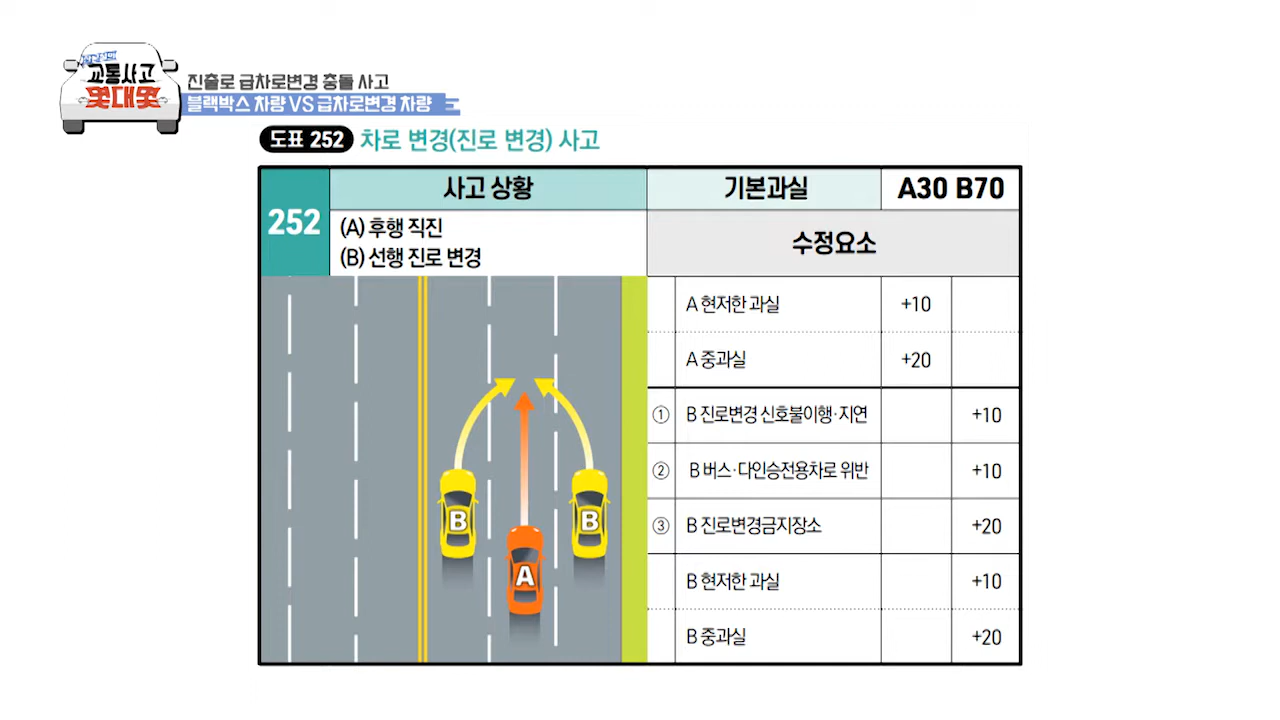 교통사고
몇대몇
진출로 급차로변경 충돌 사고
블랙박스 차량 VS 급차로변경 차량
도표 252 차로 변경(진로 변경) 사고
252
사고 상황
기본과실
A30 B70
(A) 후행 직진
(B) 선행 진로 변경
수정요소
A 현저한 과실 +10
A 중과실 +20
① B 진로변경 신호불이행·지연 +10
② B 버스·다인승전용차로 위반 +10
③ B 진로변경금지장소 +20
B 현저한 과실 +10
B 중과실 +20
B
B
A